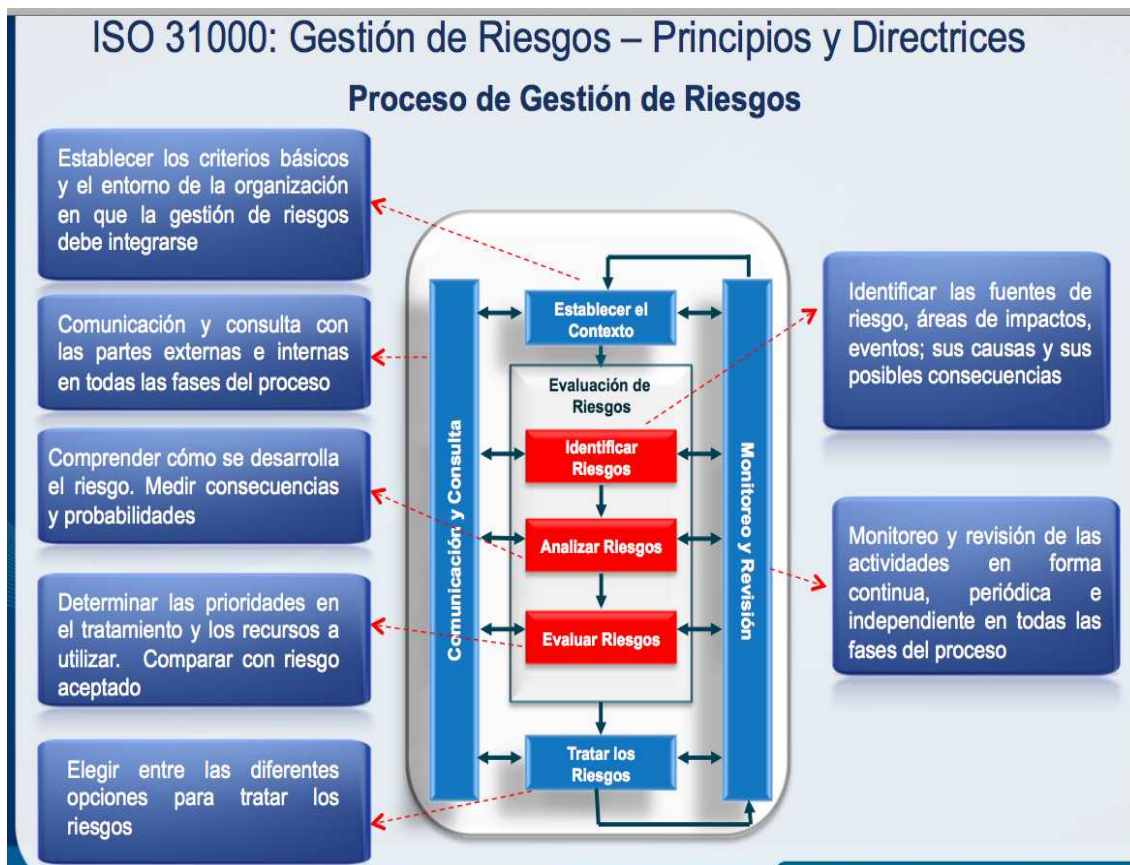 ISO 31000: Gestión de Riesgos – Principios y Directrices
Proceso de Gestión de Riesgos
Establecer los criterios básicos
y el entorno de la organización
en que la gestión de riesgos
debe integrarse
Comunicación y consulta con
las partes externas e internas
en todas las fases del proceso
Comprender cómo se desarrolla
el riesgo. Medir consecuencias
y probabilidades
Determinar las prioridades en
el tratamiento y los recursos a
utilizar. Comparar con riesgo
aceptado
Elegir entre las diferentes
opciones para tratar los
riesgos
Comunicación y Consulta
Establecer el
Contexto
Evaluación de
Riesgos
Identificar
Riesgos
Analizar Riesgos
Evaluar Riesgos
Tratar los
Riesgos
Monitoreo y Revisión
Identificar las fuentes de
riesgo, áreas de impactos,
eventos; sus causas y sus
posibles consecuencias
Monitoreo y revisión de las
actividades en forma
continua, periódica e
independiente en todas las
fases del proceso